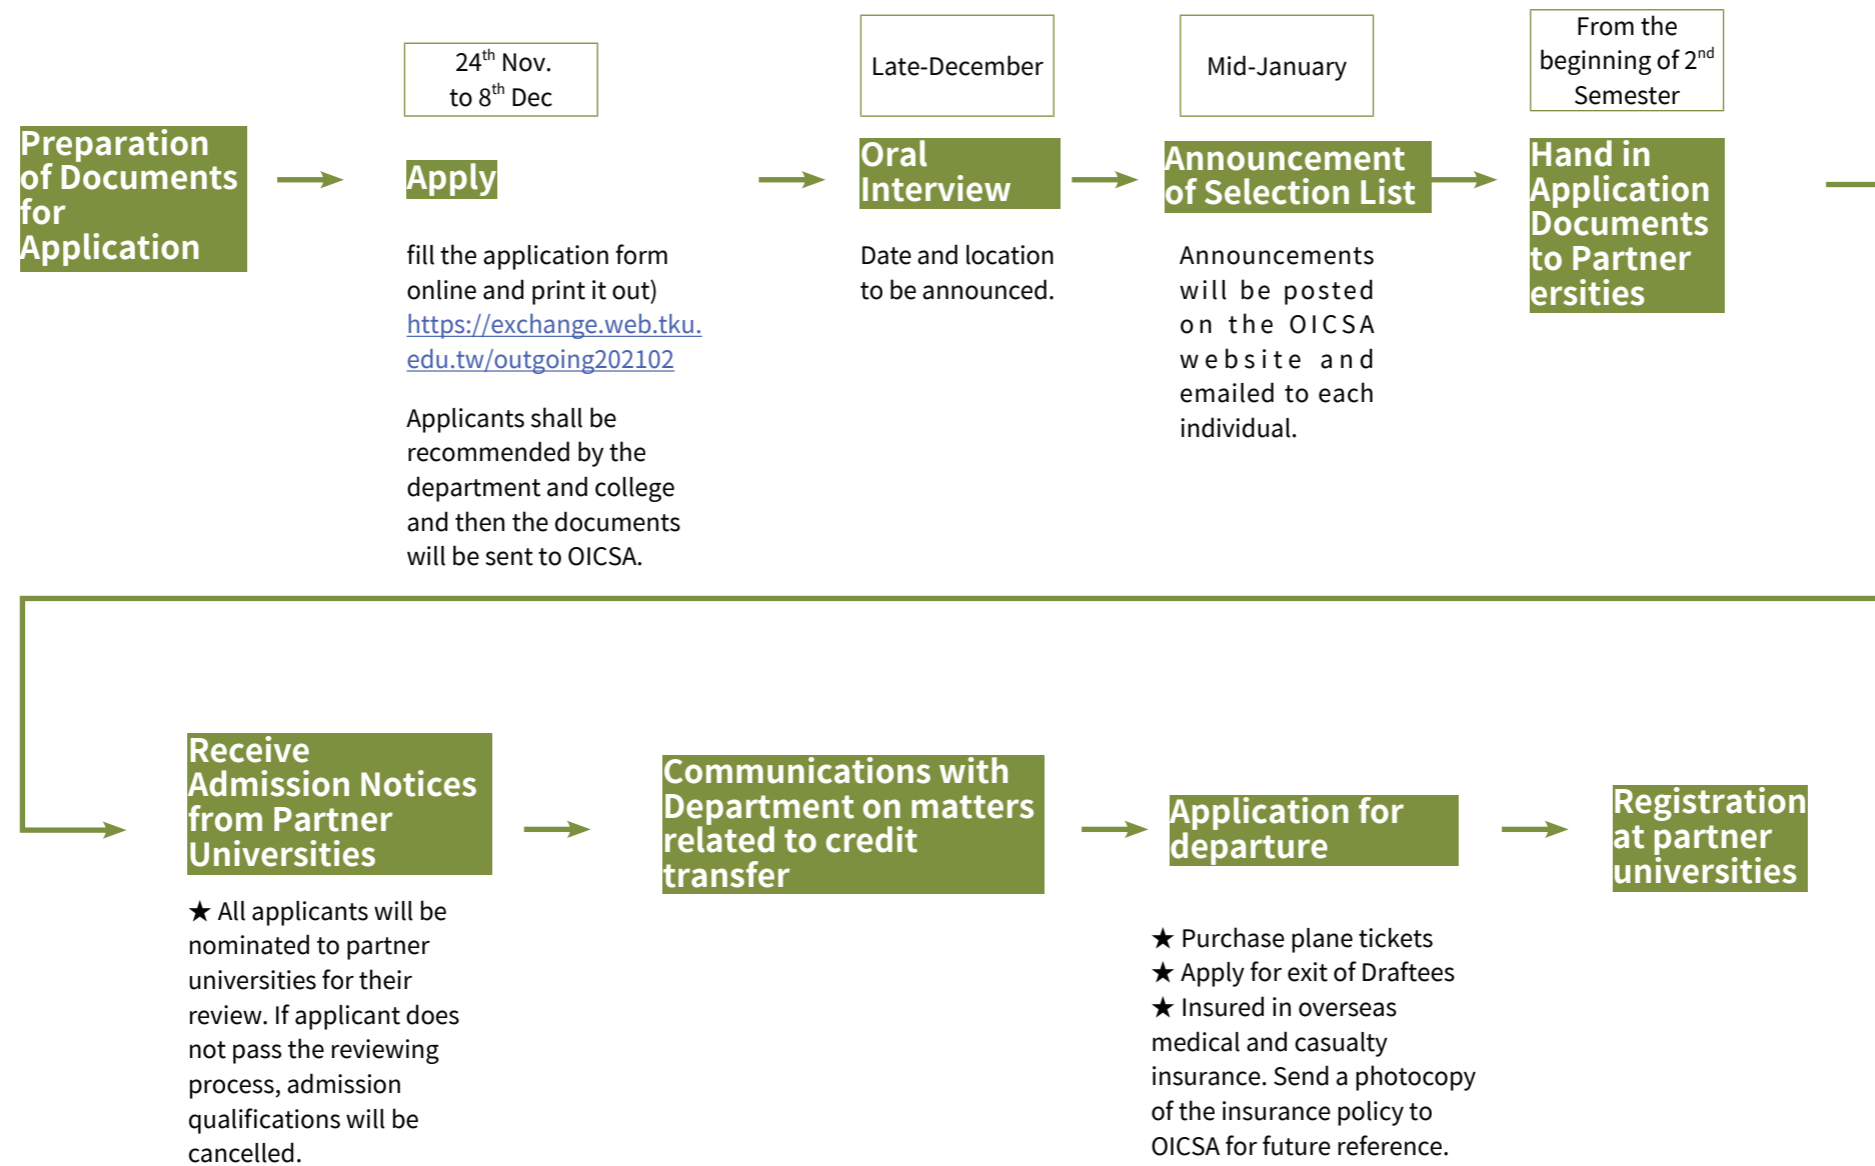 24th Nov.
to 8th Dec
Late-December
Mid-January
From the
beginning of 2nd
Semester
Preparation
of Documents
for
Application
Apply
Oral
Interview
Announcement
of Selection List
Hand in
Application
Documents
to Partner
ersities
fill the application form
online and print it out)
https://exchange.web.tku.
edu.tw/outgoing202102
Applicants shall be
recommended by the
department and college
and then the documents
will be sent to OICSA.
Date and location
to be announced.
Announcements
will be posted
on the OICSA
website and
emailed to each
individual.
Receive
Admission Notices
from Partner
Universities
★ All applicants will be
nominated to partner
universities for their
review. If applicant does
not pass the reviewing
process, admission
qualifications will be
cancelled.
Communications with
Department on matters
related to credit
transfer
Application for
departure
★ Purchase plane tickets
★ Apply for exit of Draftees
★ Insured in overseas
medical and casualty
insurance. Send a photocopy
of the insurance policy to
OICSA for future reference.
Registration
at partner
universities